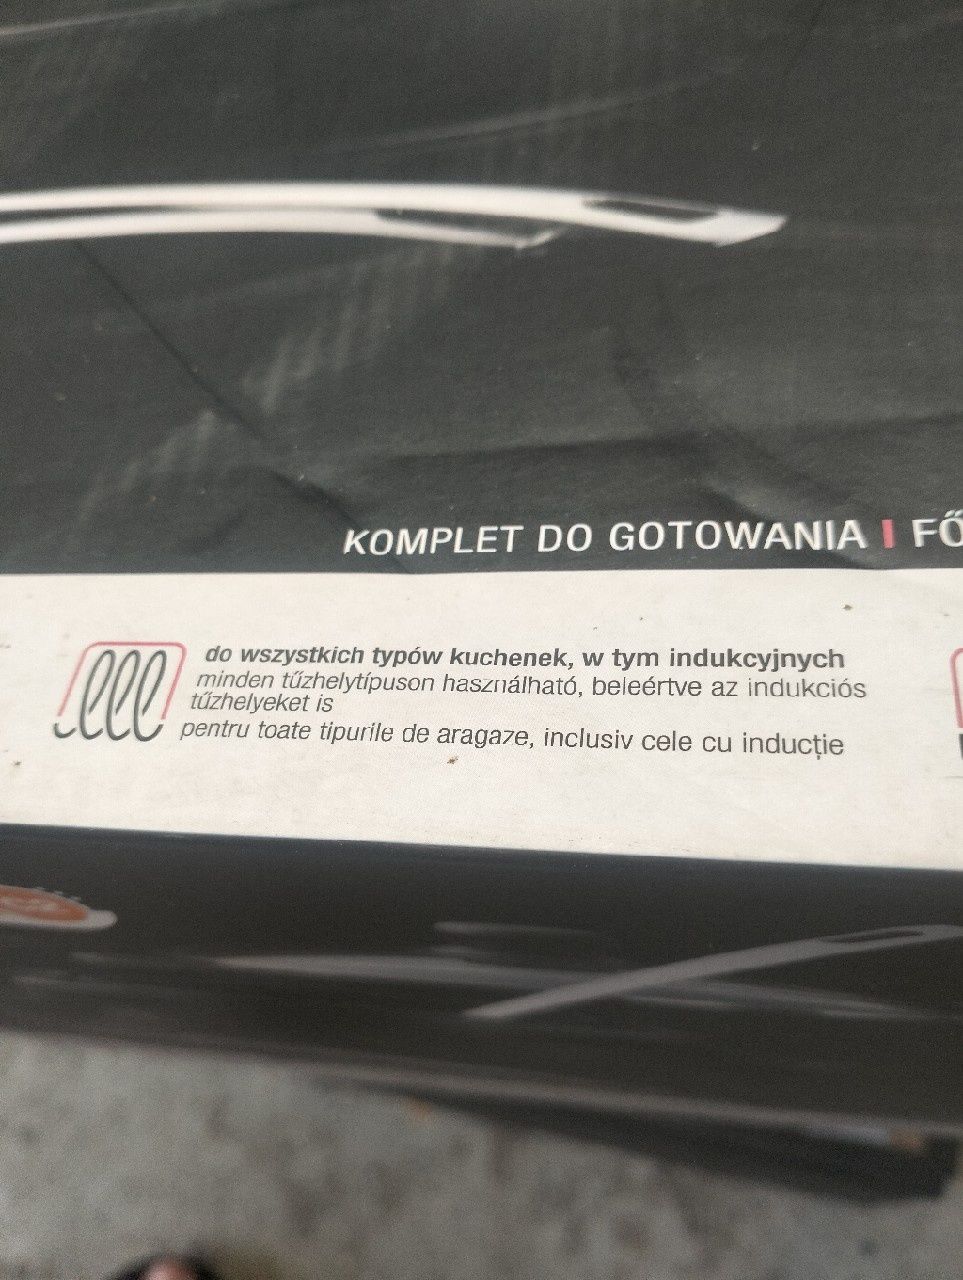 KOMPLET DO GOTOWANIA | FŐ
do wszystkich typów kuchenek, w tym indukcyjnych
minden tűzhelytípuson használható, beleértve az indukciós
tűzhelyeket is
pentru toate tipurile de aragaze, inclusiv cele cu inducție